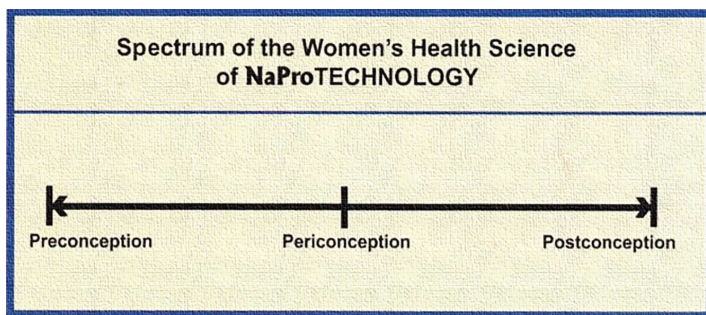 Spectrum of the Women's Health Science
of NaProTECHNOLOGY
Preconception
Periconception
Postconception